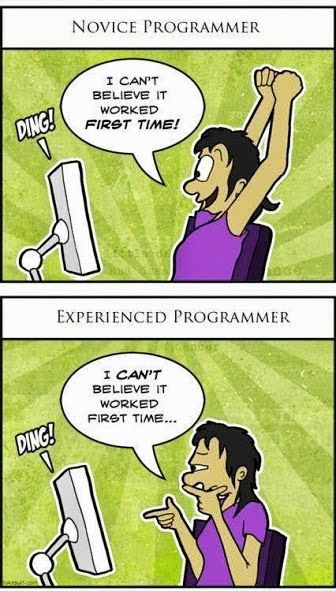 NOVICE PROGRAMMER
I CAN'T
BELIEVE IT
WORKED
FIRST TIME!
DING!
EXPERIENCED PROGRAMMER
I CAN'T
BELIEVE IT
WORKED
FIRST TIME...
DING!